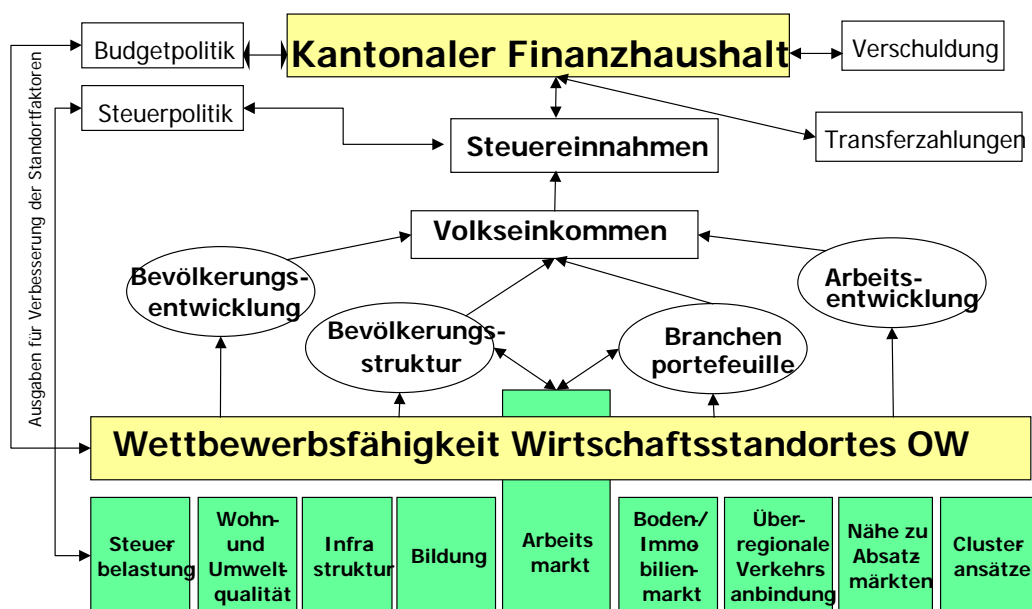 Budgetpolitik
Kantonaler Finanzhaushalt
Verschuldung
Steuerpolitik
Steuereinnahmen
Transferzahlungen
Ausgaben für Verbesserung der Standortfaktoren
Volkseinkommen
Bevölkerungs-
entwicklung
Arbeits-
entwicklung
Bevölkerungs-
struktur
Branchen
portefeuille
Wettbewerbsfähigkeit Wirtschaftsstandortes OW
Steuer-
belastung
Wohn-
und
Umwelt-
qualität
Infra
struktur
Bildung
Arbeits
markt
Boden/
Immo-
bilien-
markt
Über-
regionale
Verkehrs
anbindung
Nähe zu
Absatz-
märkten
Cluster-
ansätze